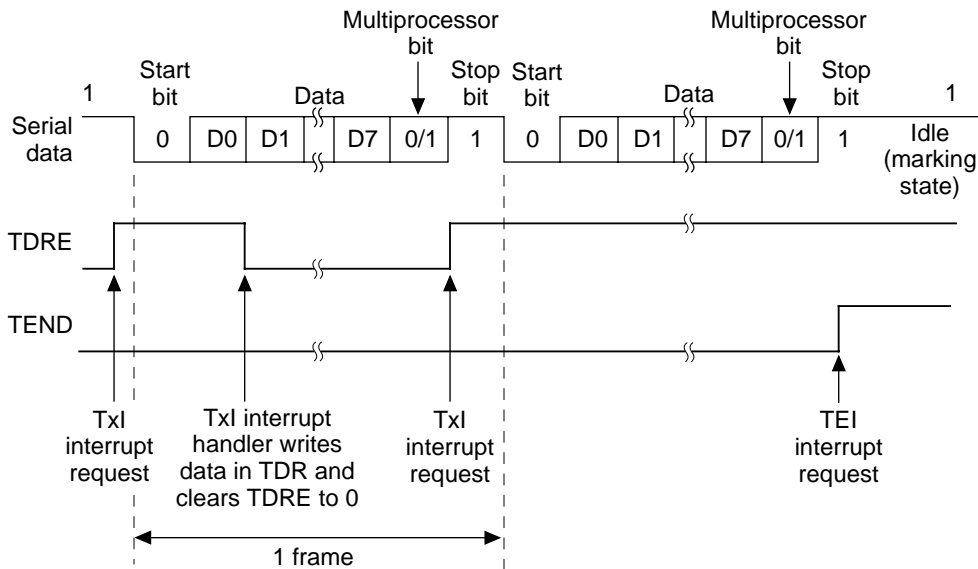 Multiprocessor bit
Multiprocessor bit
1
Start bit
Data
Stop bit
Start bit
Data
Stop bit
1
Serial data
0
D0
D1
D7
0/1
1
0
D0
D1
D7
0/1
1
Idle (marking state)
TDRE
TEND
TxI interrupt request
TxI interrupt handler writes data in TDR and clears TDRE to 0
TxI interrupt request
TEI interrupt request
1 frame